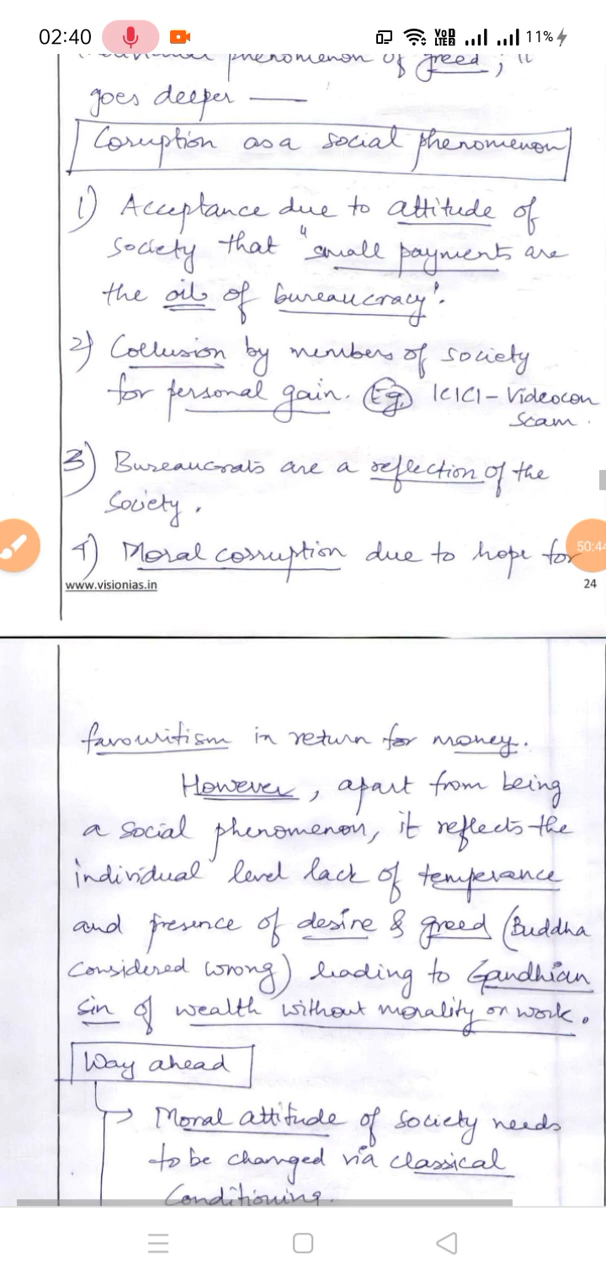 02:40
VoD LTEB
11%
phenomenon of greed; it
goes deeper —
Corruption as a social phenomenon
1) Acceptance due to attitude of
society that "small payments are
the oils of bureaucracy".
2) Collusion by members of society
for personal gain. Eg. ICICI - Videocon
Scam.
3) Bureaucrats are a reflection of the
society.
4) Moral corruption due to hope for
50:44
www.visionias.in
24
favouritism in return for money.
However, apart from being
a social phenomenon, it reflects the
individual level lack of temperance
and presence of desire & greed (Buddha
considered wrong) leading to Gandhian
sin of wealth without morality or work.
Way ahead
→ Moral attitude of society needs
to be changed via classical
Conditioning.